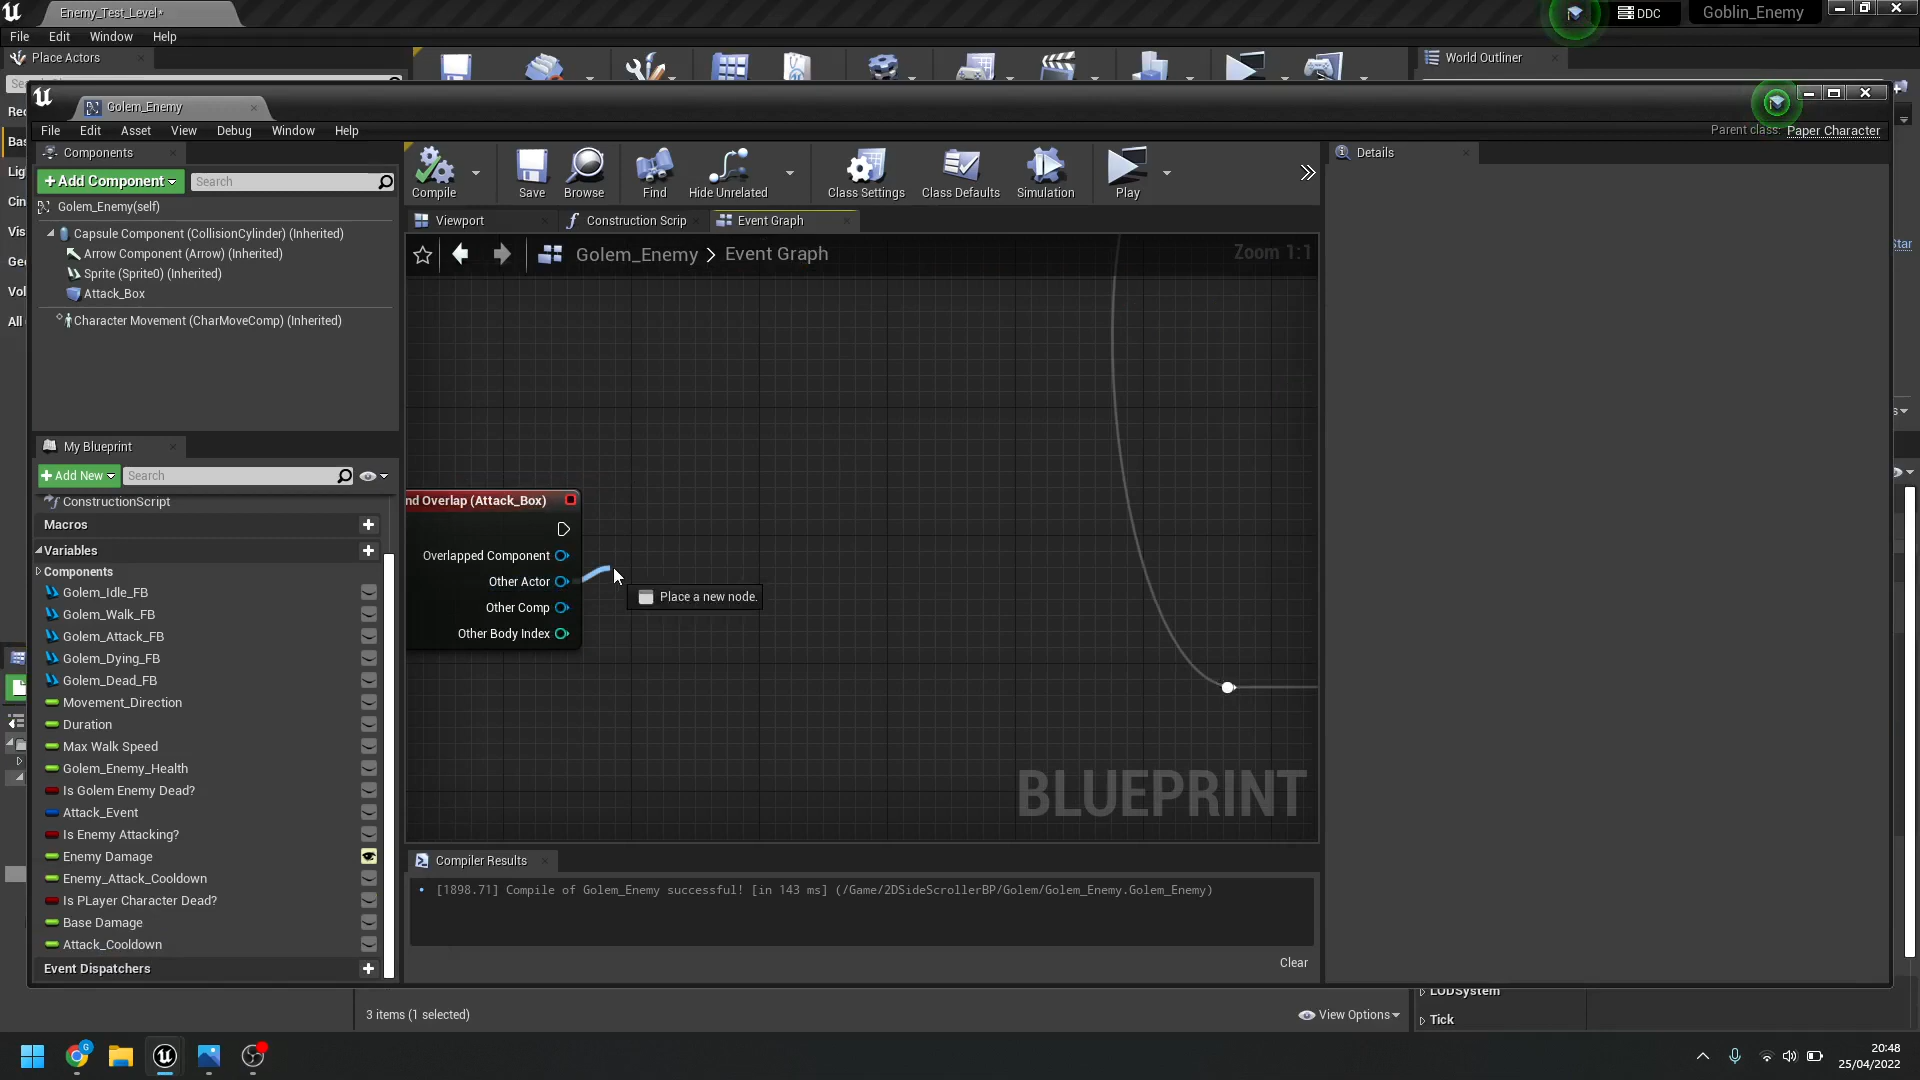 Enemy_Test_Level*
DDC
Goblin_Enemy
File
Edit
Window
Help
Place Actors
World Outliner
Golem_Enemy
File
Edit
Asset
View
Debug
Window
Help
Parent class:
Paper Character
Components
+ Add Component
Search
Golem_Enemy(self)
Capsule Component (CollisionCylinder) (Inherited)
Arrow Component (Arrow) (Inherited)
Sprite (Sprite0) (Inherited)
Attack_Box
Character Movement (CharMoveComp) (Inherited)
Compile
Save
Browse
Find
Hide Unrelated
Class Settings
Class Defaults
Simulation
Play
Details
Viewport
Construction Scrip
Event Graph
Golem_Enemy > Event Graph
Zoom 1:1
nd Overlap (Attack_Box)
Overlapped Component
Other Actor
Other Comp
Other Body Index
Place a new node.
BLUEPRINT
My Blueprint
+ Add New
Search
ConstructionScript
Macros
Variables
Components
Golem_Idle_FB
Golem_Walk_FB
Golem_Attack_FB
Golem_Dying_FB
Golem_Dead_FB
Movement_Direction
Duration
Max Walk Speed
Golem_Enemy_Health
Is Golem Enemy Dead?
Attack_Event
Is Enemy Attacking?
Enemy Damage
Enemy_Attack_Cooldown
Is PLayer Character Dead?
Base Damage
Attack_Cooldown
Event Dispatchers
Compiler Results
[1898.71] Compile of Golem_Enemy successful! [in 143 ms] (/Game/2DSideScrollerBP/Golem/Golem_Enemy.Golem_Enemy)
Clear
3 items (1 selected)
View Options
LODSystem
Tick
20:48
25/04/2022